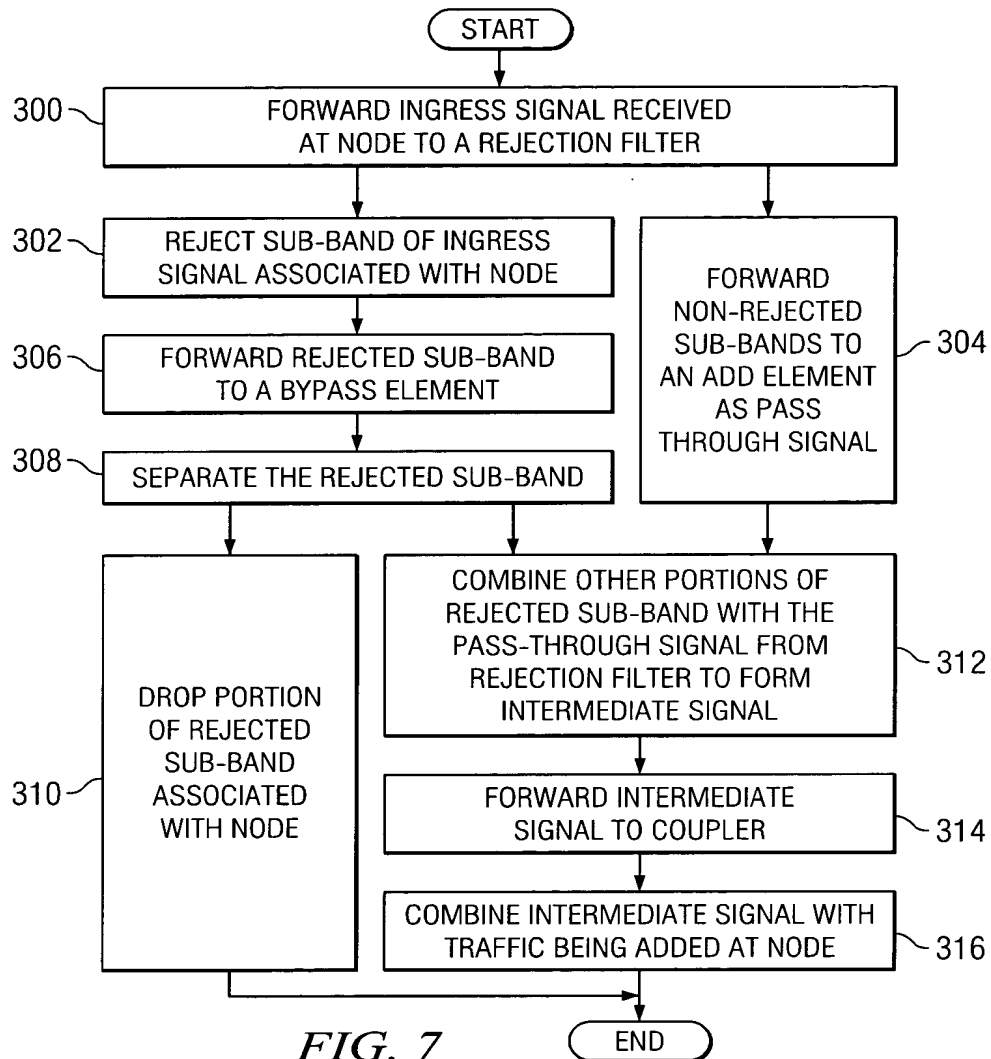 START
300
FORWARD INGRESS SIGNAL RECEIVED
AT NODE TO A REJECTION FILTER
302
REJECT SUB-BAND OF INGRESS
SIGNAL ASSOCIATED WITH NODE
FORWARD
NON-REJECTED
SUB-BANDS TO
AN ADD ELEMENT
AS PASS
THROUGH SIGNAL
304
306
FORWARD REJECTED SUB-BAND
TO A BYPASS ELEMENT
308
SEPARATE THE REJECTED SUB-BAND
310
DROP PORTION
OF REJECTED
SUB-BAND
ASSOCIATED
WITH NODE
COMBINE OTHER PORTIONS OF
REJECTED SUB-BAND WITH THE
PASS-THROUGH SIGNAL FROM
REJECTION FILTER TO FORM
INTERMEDIATE SIGNAL
312
FORWARD INTERMEDIATE
SIGNAL TO COUPLER
314
COMBINE INTERMEDIATE SIGNAL WITH
TRAFFIC BEING ADDED AT NODE
316
FIG. 7
END